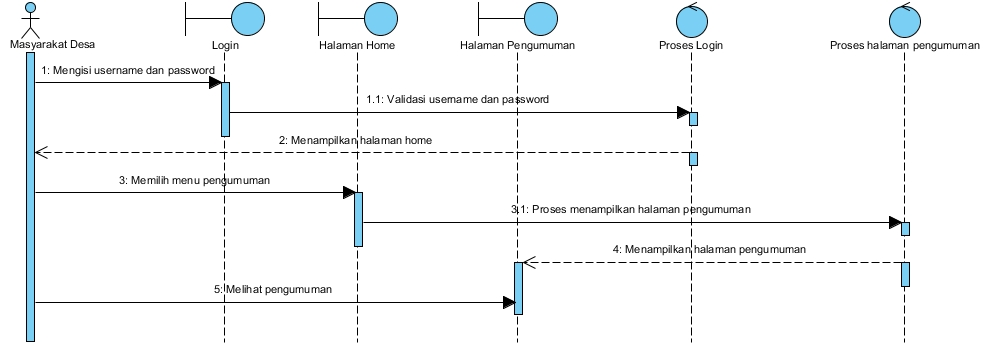 Masyarakat Desa
Login
Halaman Home
Halaman Pengumuman
Proses Login
Proses halaman pengumuman
1: Mengisi username dan password
1.1: Validasi username dan password
2: Menampilkan halaman home
3: Memilih menu pengumuman
3.1: Proses menampilkan halaman pengumuman
4: Menampilkan halaman pengumuman
5: Melihat pengumuman